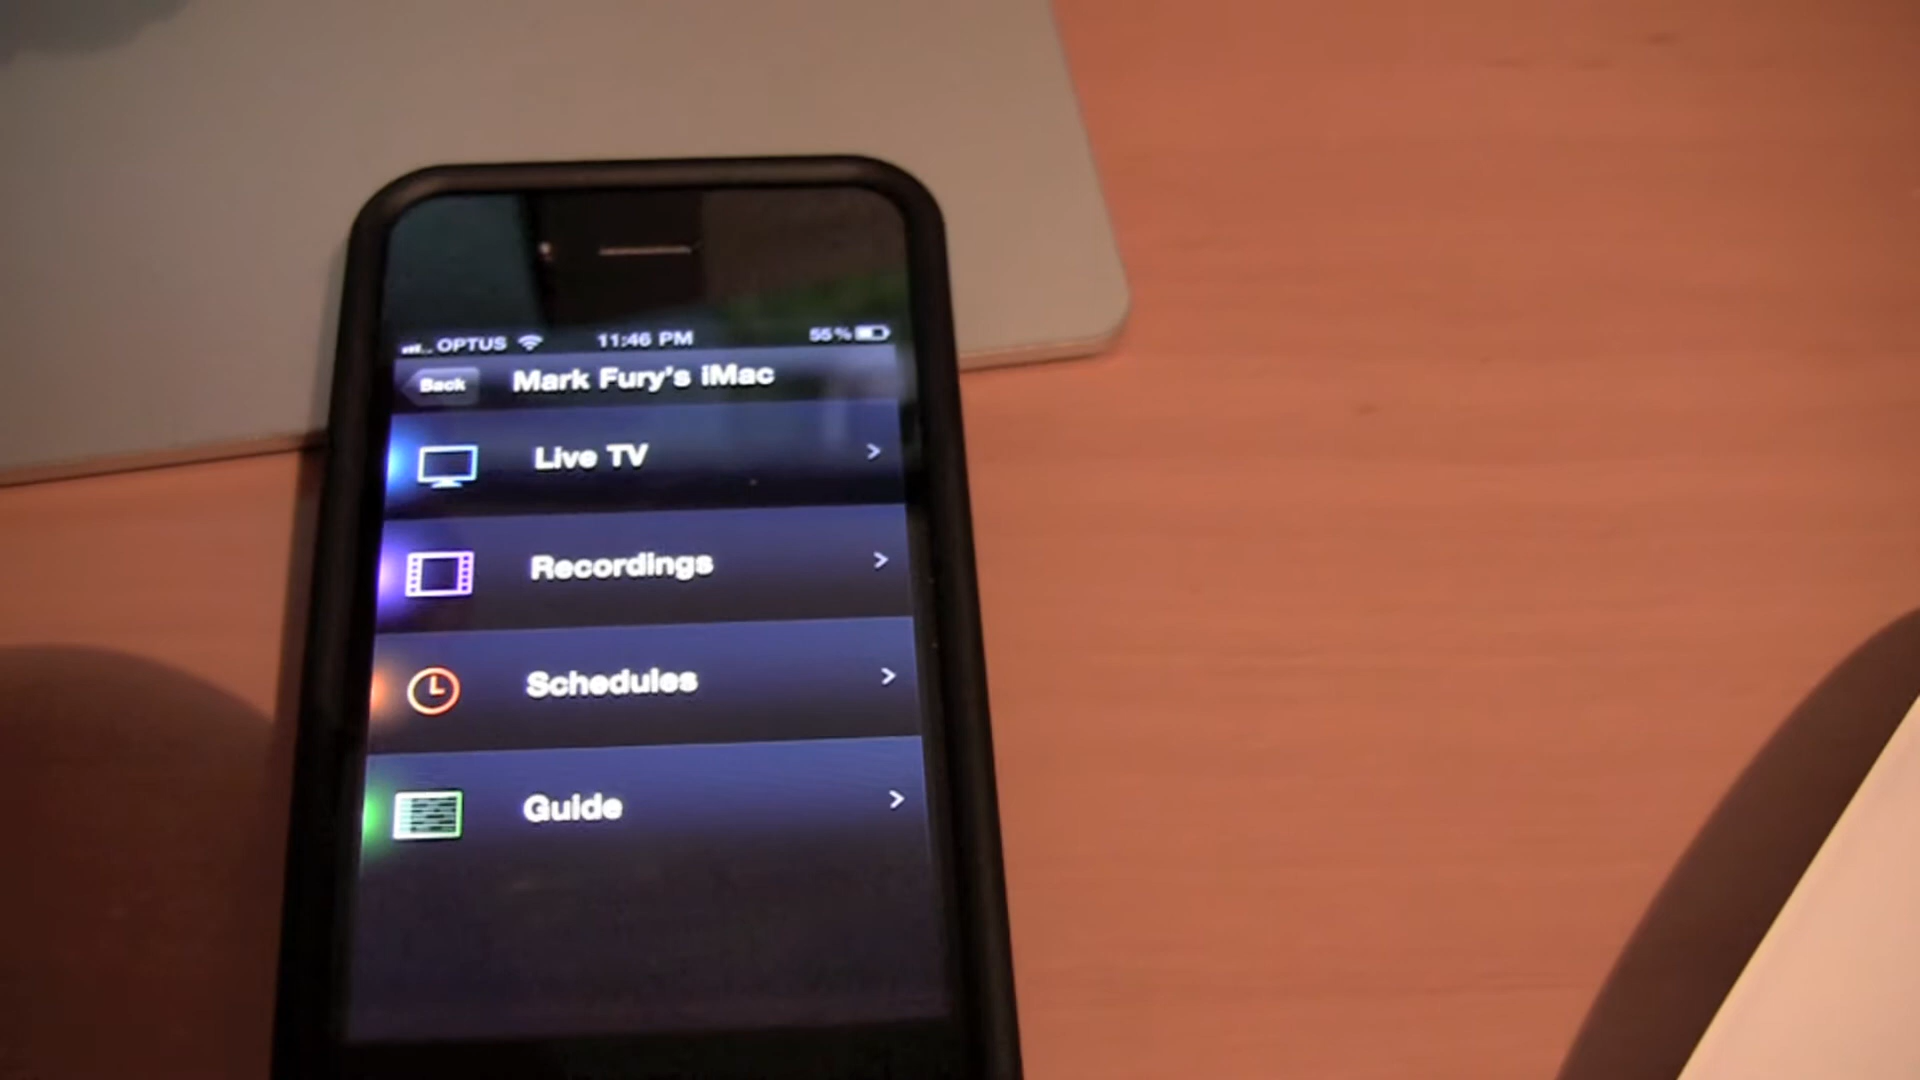 OPTUS 11:46 PM 55%
Back Mark Fury's iMac
Live TV
Recordings
Schedules
Guide